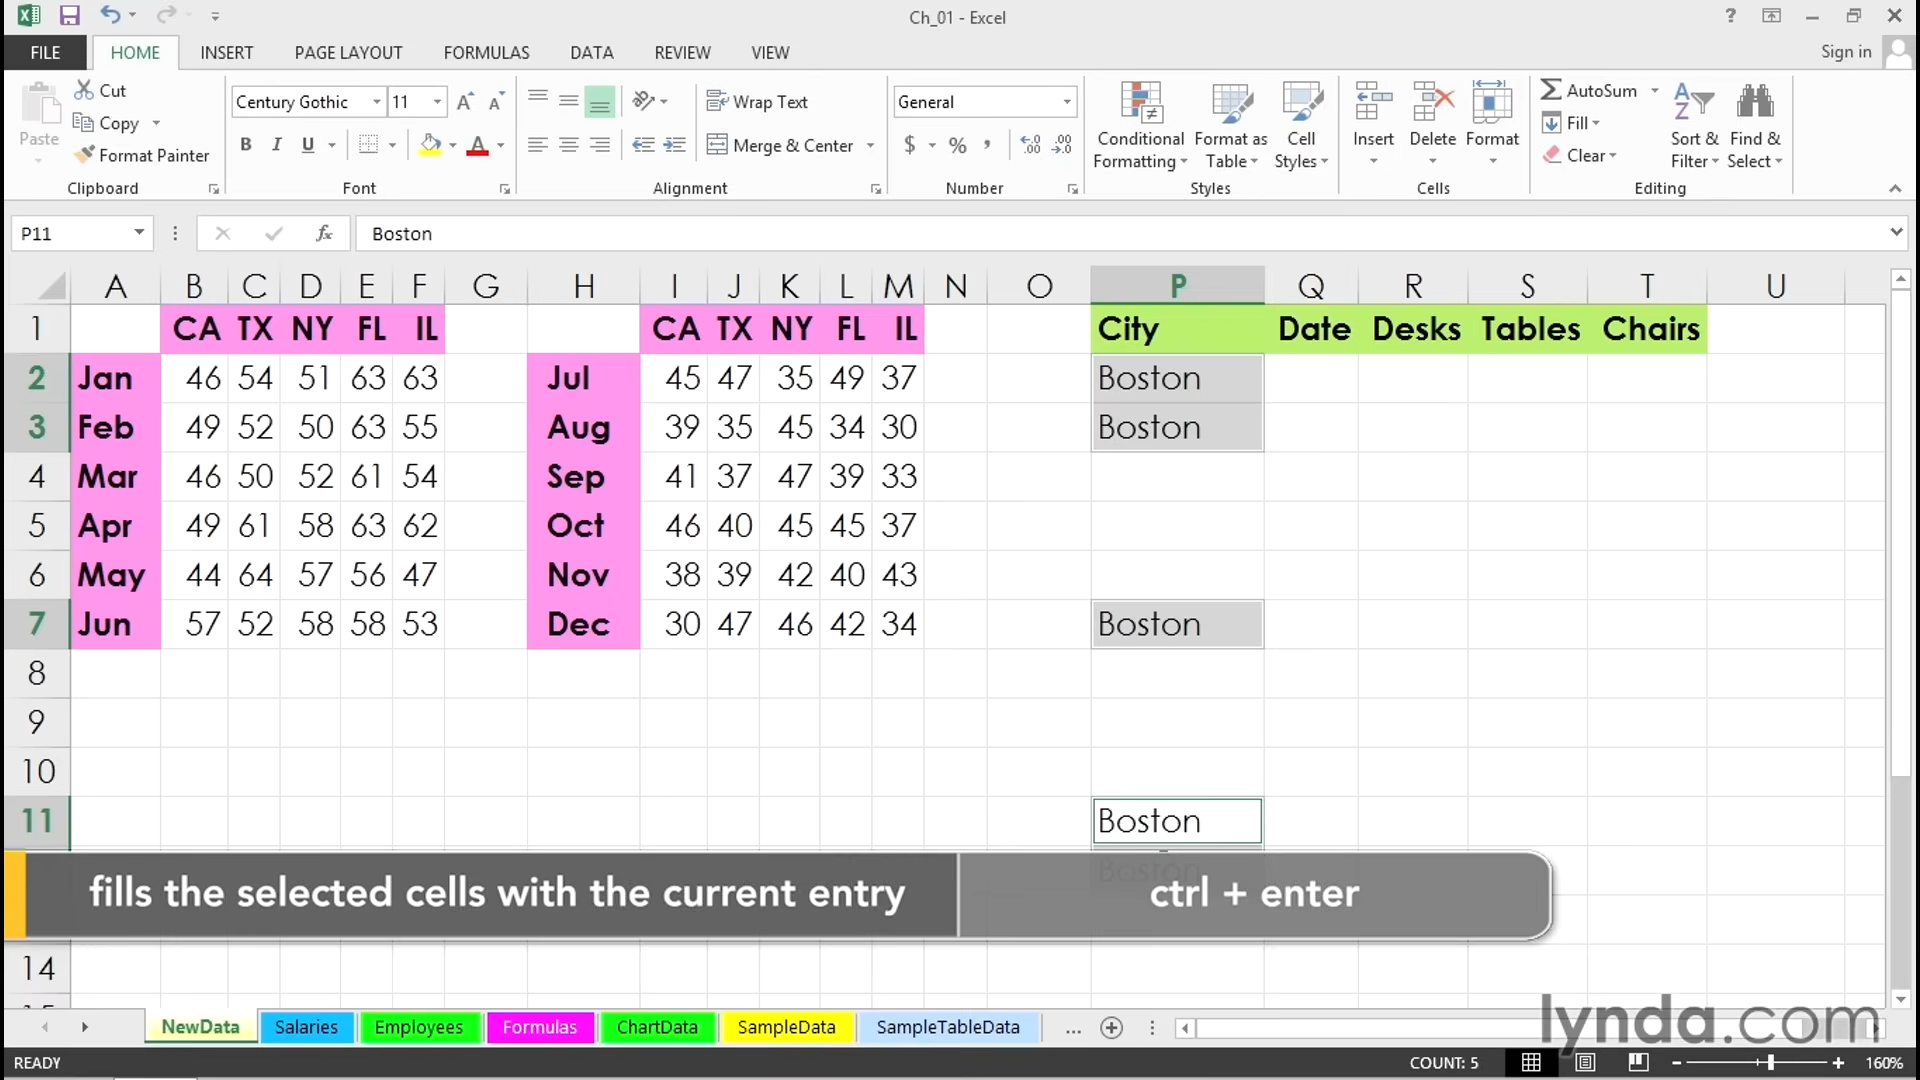 Ch_01 - Excel
?
FILE HOME INSERT PAGE LAYOUT FORMULAS DATA REVIEW VIEW Sign in
Paste
Cut
Copy
Format Painter
Clipboard
Century Gothic 11
B I U
Font
Wrap Text
Merge & Center
Alignment
General
$ % ,
Number
Conditional Formatting
Format as Table
Cell Styles
Styles
Insert Delete Format
Cells
AutoSum
Fill
Clear
Sort & Filter
Find & Select
Editing
P11 fx Boston
A B C D E F G H I J K L M N O P Q R S T U
1 CA TX NY FL IL CA TX NY FL IL City Date Desks Tables Chairs
2 Jan 46 54 51 63 63 Jul 45 47 35 49 37 Boston
3 Feb 49 52 50 63 55 Aug 39 35 45 34 30 Boston
4 Mar 46 50 52 61 54 Sep 41 37 47 39 33
5 Apr 49 61 58 63 62 Oct 46 40 45 45 37
6 May 44 64 57 56 47 Nov 38 39 42 40 43
7 Jun 57 52 58 58 53 Dec 30 47 46 42 34 Boston
8
9
10
11 Boston
Boston
fills the selected cells with the current entry ctrl + enter
14
NewData Salaries Employees Formulas ChartData SampleData SampleTableData ...
lynda.com
READY COUNT: 5 160%